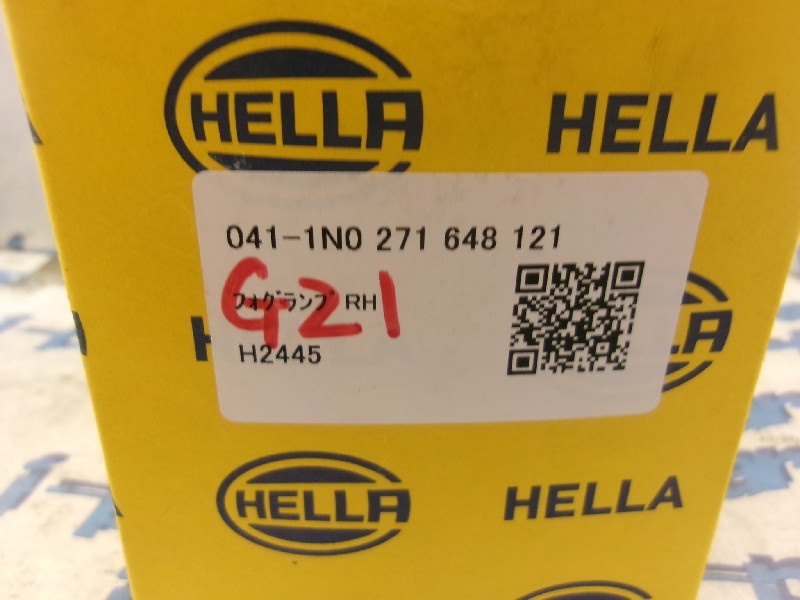 HELLA
HELLA
041-1N0 271 648 121
フォグランプ RH
G21
H2445
HELLA
HELLA